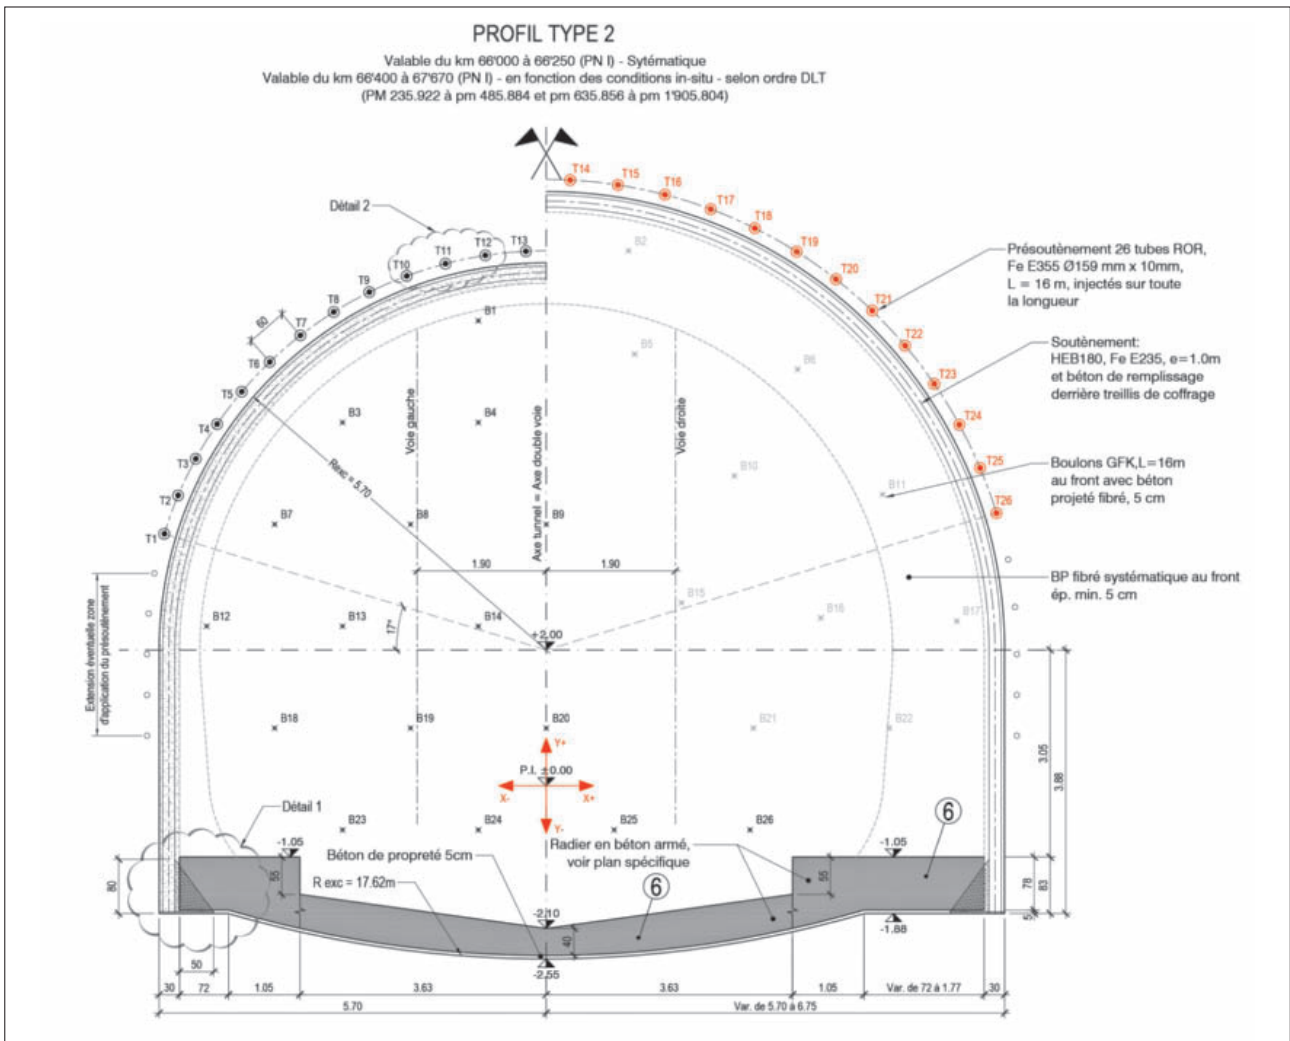 PROFIL TYPE 2
Valable du km 66'000 à 66'250 (PN I) - Sytématique
Valable du km 66'400 à 67'670 (PN I) - en fonction des conditions in-situ - selon ordre DLT
(PM 235.922 à pm 485.884 et pm 635.856 à pm 1'905.804)
T14
T15
T16
T17
T18
T19
T20
T21
T22
T23
T24
T25
T26
Détail 2
T13
T12
T11
T10
T9
T8
T7
T6
T5
T4
T3
T2
T1
60
B1
B2
B3
B4
B5
B6
B7
B8
B9
B10
B11
B12
B13
B14
B15
B16
B17
B18
B19
B20
B21
B22
B23
B24
B25
B26
Voie gauche
Axe tunnel = Axe double voie
Voie droite
Rexc = 5.70
1.90
1.90
17°
+2.00
Présoutènement 26 tubes ROR,
Fe E355 Ø159 mm x 10mm,
L = 16 m, injectés sur toute
la longueur
Soutènement:
HEB180, Fe E235, e=1.0m
et béton de remplissage
derrière treillis de coffrage
Boulons GFK,L=16m
au front avec béton
projeté fibré, 5 cm
BP fibré systématique au front
ép. min. 5 cm
Extension éventuelle zone
d'application du présoutènement
Y+
P.I. ±0.00
X-
X+
Y-
3.05
3.88
Détail 1
-1.05
Béton de propreté 5cm
R exc = 17.62m
Radier en béton armé,
voir plan spécifique
6
6
-1.05
80
55
55
78
83
5
-2.10
40
-2.55
-1.88
50
30
72
1.05
3.63
3.63
1.05
Var. de 72 à 1.77
30
5.70
Var. de 5.70 à 6.75